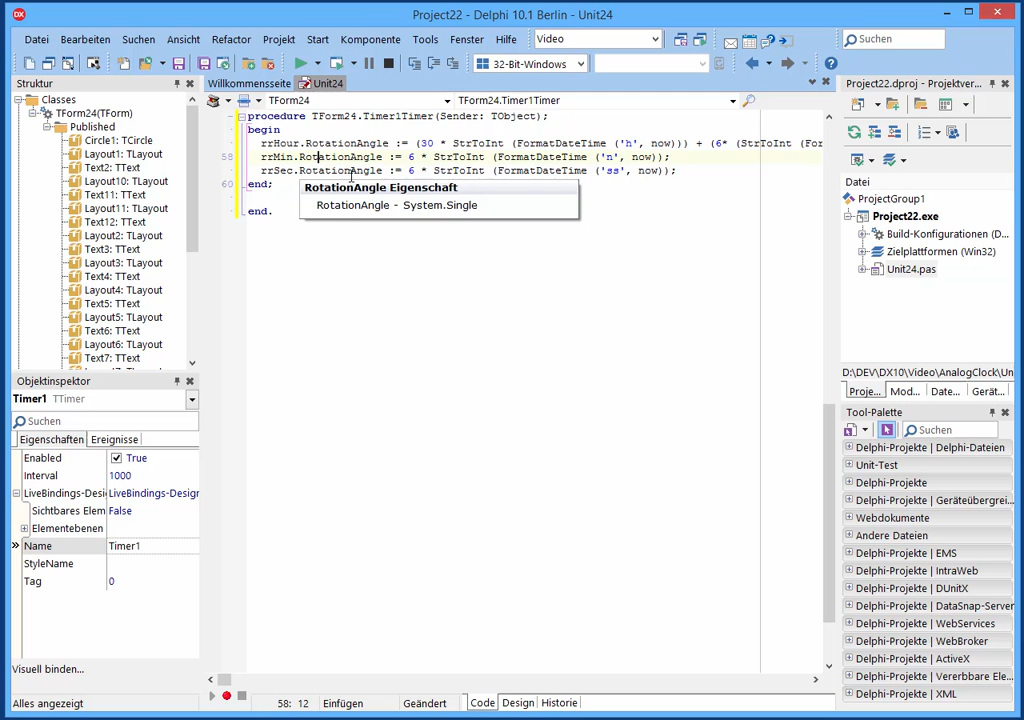 Project22 - Delphi 10.1 Berlin - Unit24
Datei Bearbeiten Suchen Ansicht Refactor Projekt Start Komponente Tools Fenster Hilfe Video Suchen
32-Bit-Windows
Struktur
Classes
TForm24(TForm)
Published
Circle1: TCircle
Layout1: TLayout
Text2: TText
Layout10: TLayout
Text11: TText
Layout11: TLayout
Text12: TText
Layout2: TLayout
Text3: TText
Layout3: TLayout
Text4: TText
Layout4: TLayout
Text5: TText
Layout5: TLayout
Text6: TText
Layout6: TLayout
Text7: TText
Objektinspektor
Timer1 TTimer
Suchen
Eigenschaften Ereignisse
Enabled True
Interval 1000
LiveBindings-Desi LiveBindings-Design
Sichtbares Elem False
Elementebenen
Name Timer1
StyleName
Tag 0
Visuell binden...
Alles angezeigt
Willkommensseite Unit24
TForm24 TForm24.Timer1Timer
procedure TForm24.Timer1Timer(Sender: TObject);
begin
rrHour.RotationAngle := (30 * StrToInt (FormatDateTime ('h', now))) + (6* (StrToInt (For
58 rrMin.RotationAngle := 6 * StrToInt (FormatDateTime ('n', now));
rrSec.RotationAngle := 6 * StrToInt (FormatDateTime ('ss', now));
60 end;
RotationAngle Eigenschaft
RotationAngle - System.Single
end.
58: 12 Einfügen Geändert Code Design Historie
Project22.dproj - Projektver...
Datei
ProjectGroup1
Project22.exe
Build-Konfigurationen (D...
Zielplattformen (Win32)
Unit24.pas
D:\DEV\DX10\Video\AnalogClock\Un
Proje... Mod... Date... Gerät...
Tool-Palette
Suchen
Delphi-Projekte | Delphi-Dateien
Unit-Test
Delphi-Projekte
Delphi-Projekte | Geräteübergrei...
Webdokumente
Andere Dateien
Delphi-Projekte | EMS
Delphi-Projekte | IntraWeb
Delphi-Projekte | DUnitX
Delphi-Projekte | DataSnap-Server
Delphi-Projekte | WebServices
Delphi-Projekte | WebBroker
Delphi-Projekte | ActiveX
Delphi-Projekte | Vererbbare Ele...
Delphi-Projekte | XML